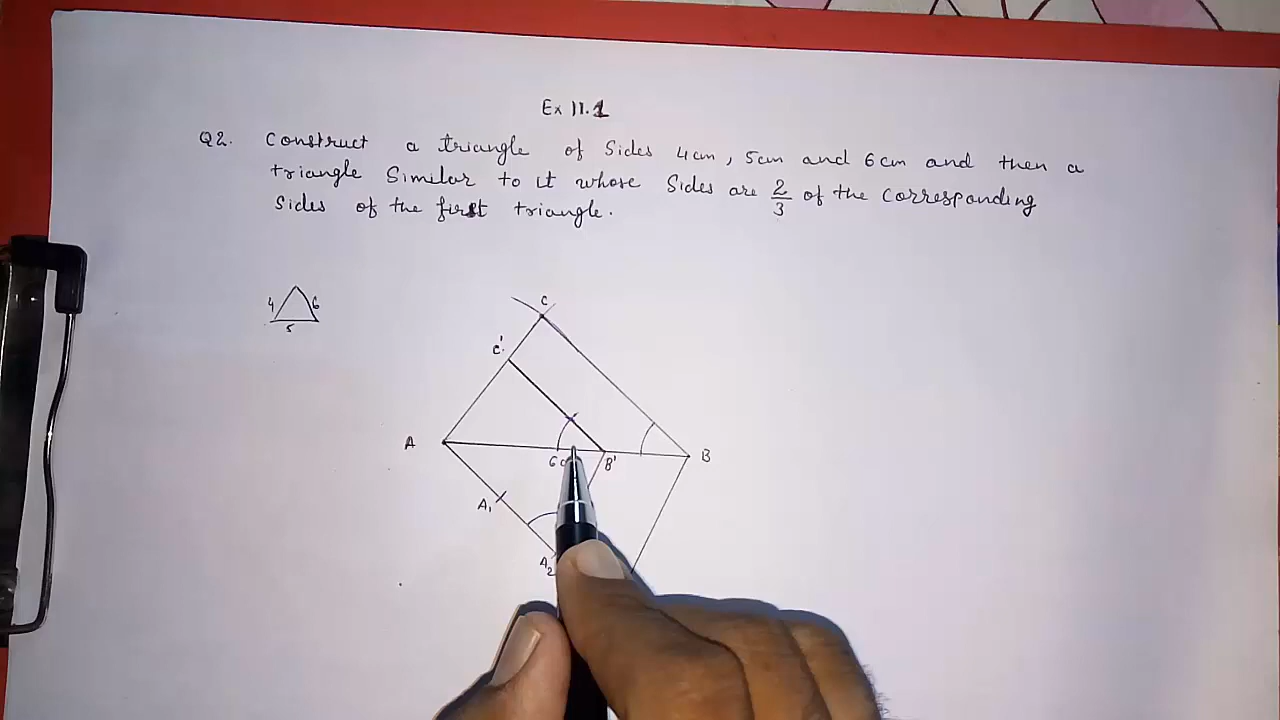 Ex 11.1
Q2. Construct a triangle of Sides 4cm, 5cm and 6cm and then a
triangle Similar to it whose Sides are 2/3 of the corresponding
Sides of the first triangle.
4 6
5
C
C'
A
B
B'
A1
A2